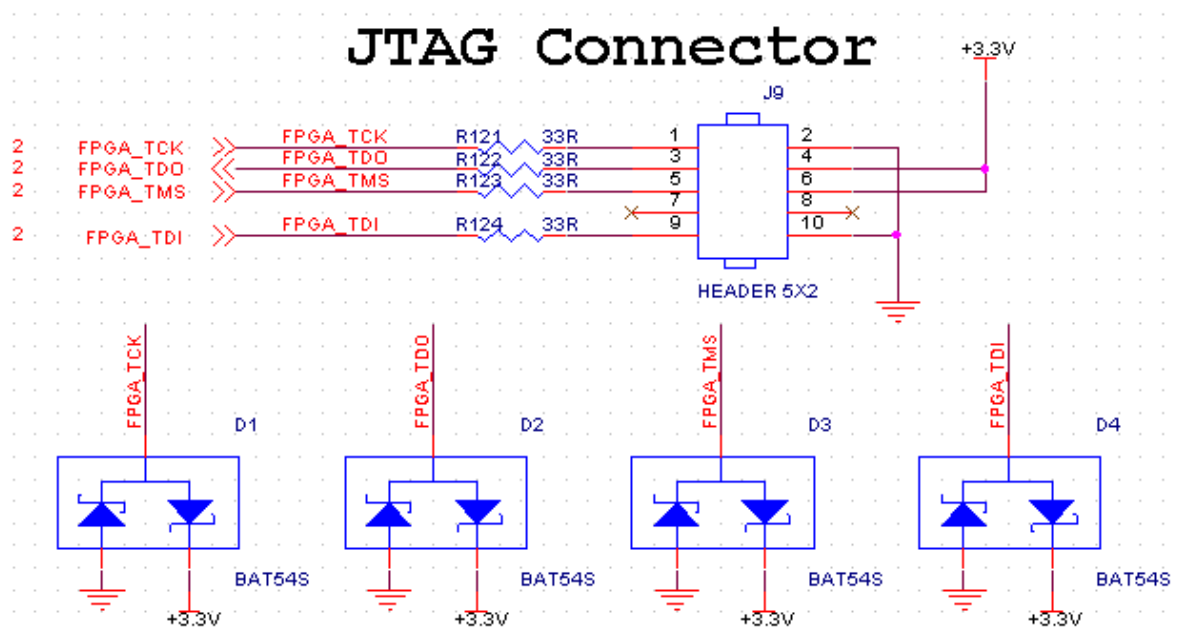 JTAG Connector
+3.3V
J9
2 FPGA_TCK FPGA_TCK R121 33R 1 2
2 FPGA_TDO FPGA_TDO R122 33R 3 4
2 FPGA_TMS FPGA_TMS R123 33R 5 6
7 8
2 FPGA_TDI FPGA_TDI R124 33R 9 10
HEADER 5X2
FPGA_TCK FPGA_TDO FPGA_TMS FPGA_TDI
D1 D2 D3 D4
BAT54S BAT54S BAT54S BAT54S
+3.3V +3.3V +3.3V +3.3V